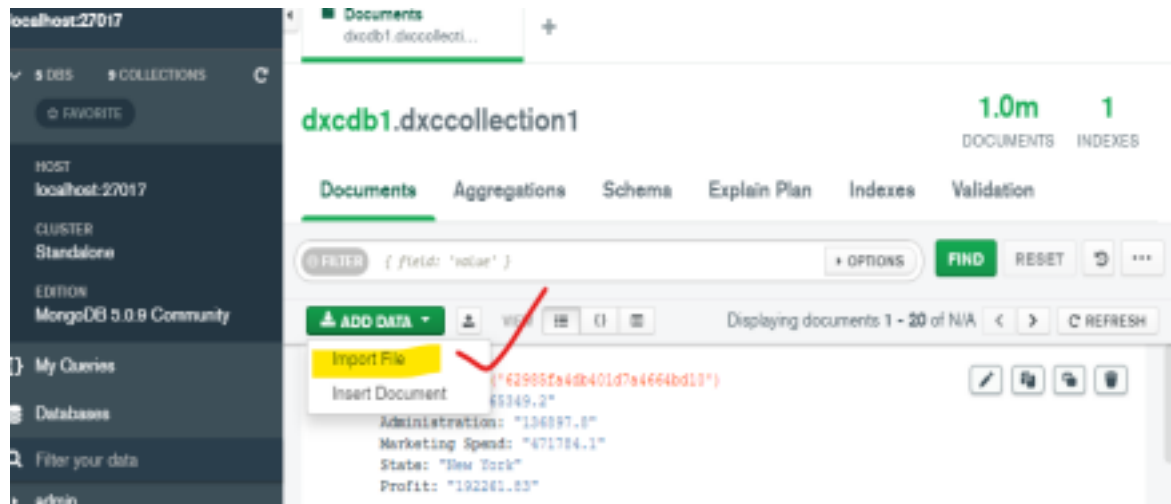 localhost:27017
5 DBS 9 COLLECTIONS
FAVORITE
HOST
localhost:27017
CLUSTER
Standalone
EDITION
MongoDB 5.0.9 Community
{} My Queries
Databases
Filter your data
admin
Documents
dxcdb1.dxccollecti...
+
dxcdb1.dxccollection1
1.0m
DOCUMENTS
1
INDEXES
Documents Aggregations Schema Explain Plan Indexes Validation
FILTER { field: 'value' } OPTIONS FIND RESET ...
ADD DATA VIEW {} Displaying documents 1 - 20 of N/A < > REFRESH
Import File
Insert Document
("62985fa4db401d7a4664bd13")
65349.2"
Administration: "136897.8"
Marketing Spend: "471784.1"
State: "New York"
Profit: "192261.83"